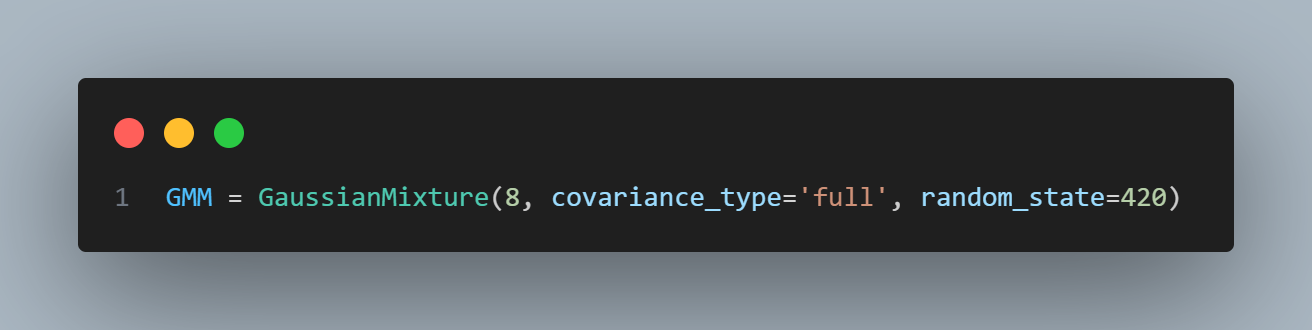 1 GMM = GaussianMixture(8, covariance_type='full', random_state=420)